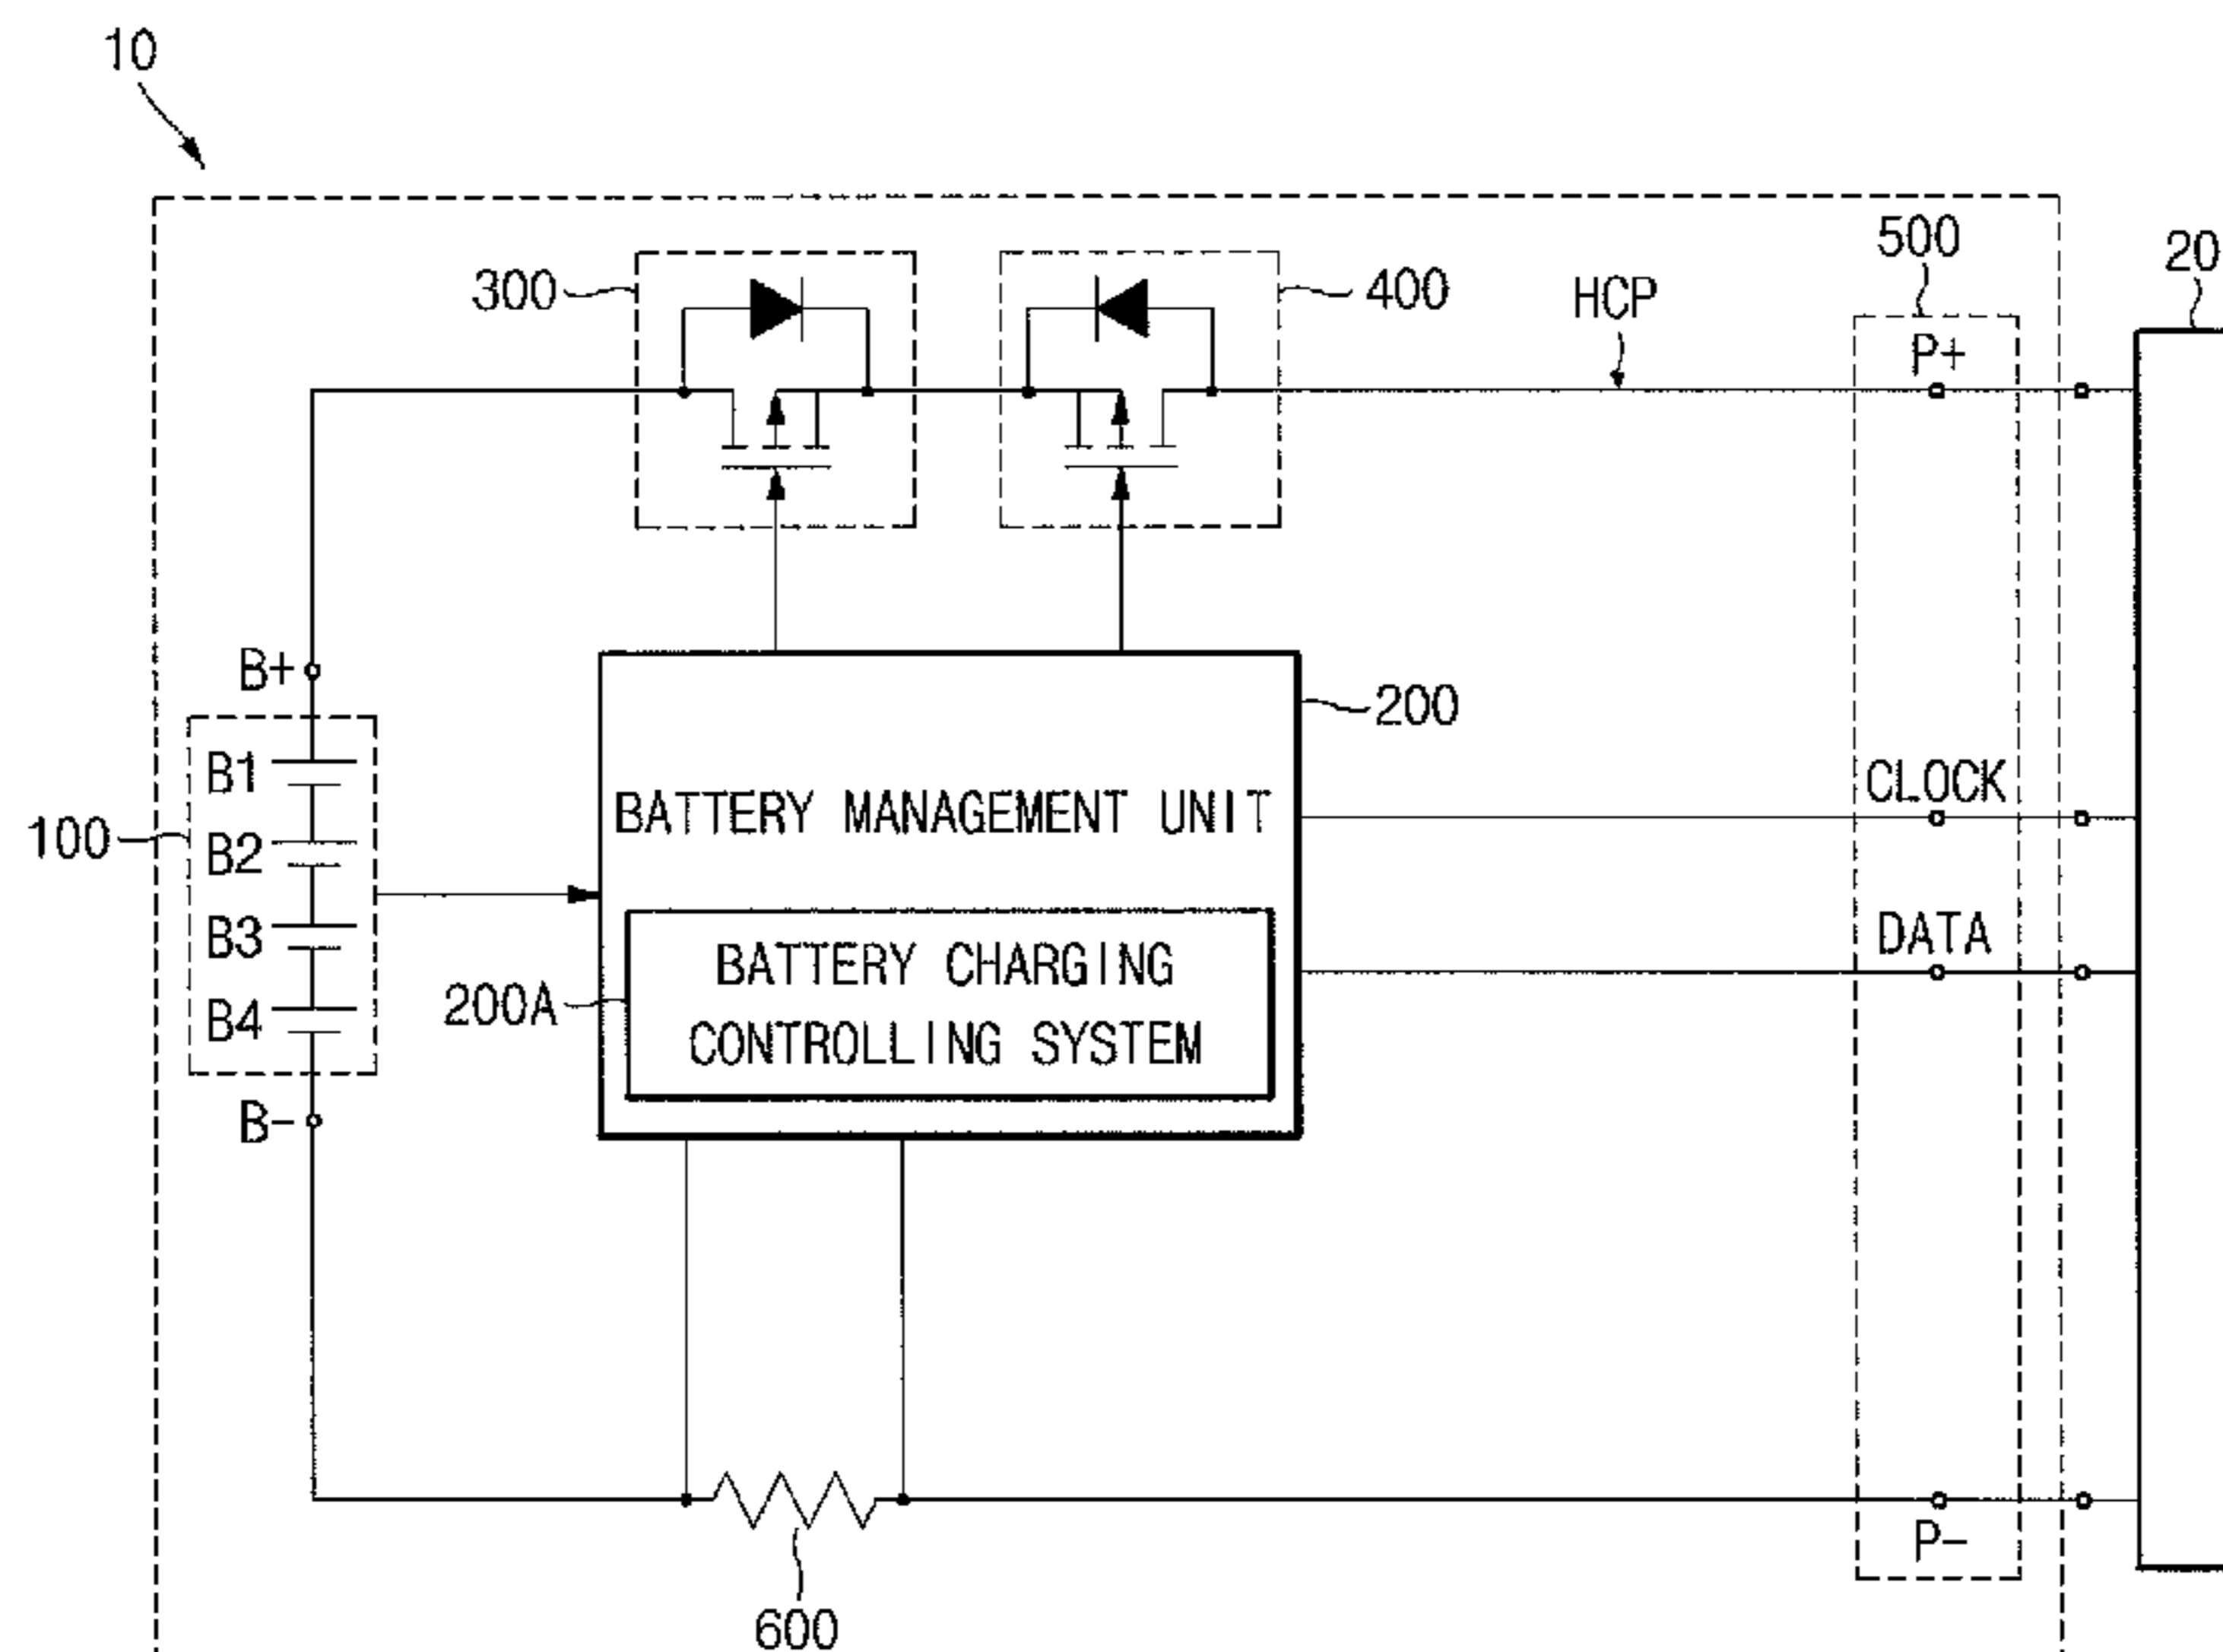 10
500
20
300
400
HCP
P+
B+
200
B1
BATTERY MANAGEMENT UNIT
CLOCK
100
B2
B3
DATA
BATTERY CHARGING
200A
B4
CONTROLLING SYSTEM
B-
P-
600